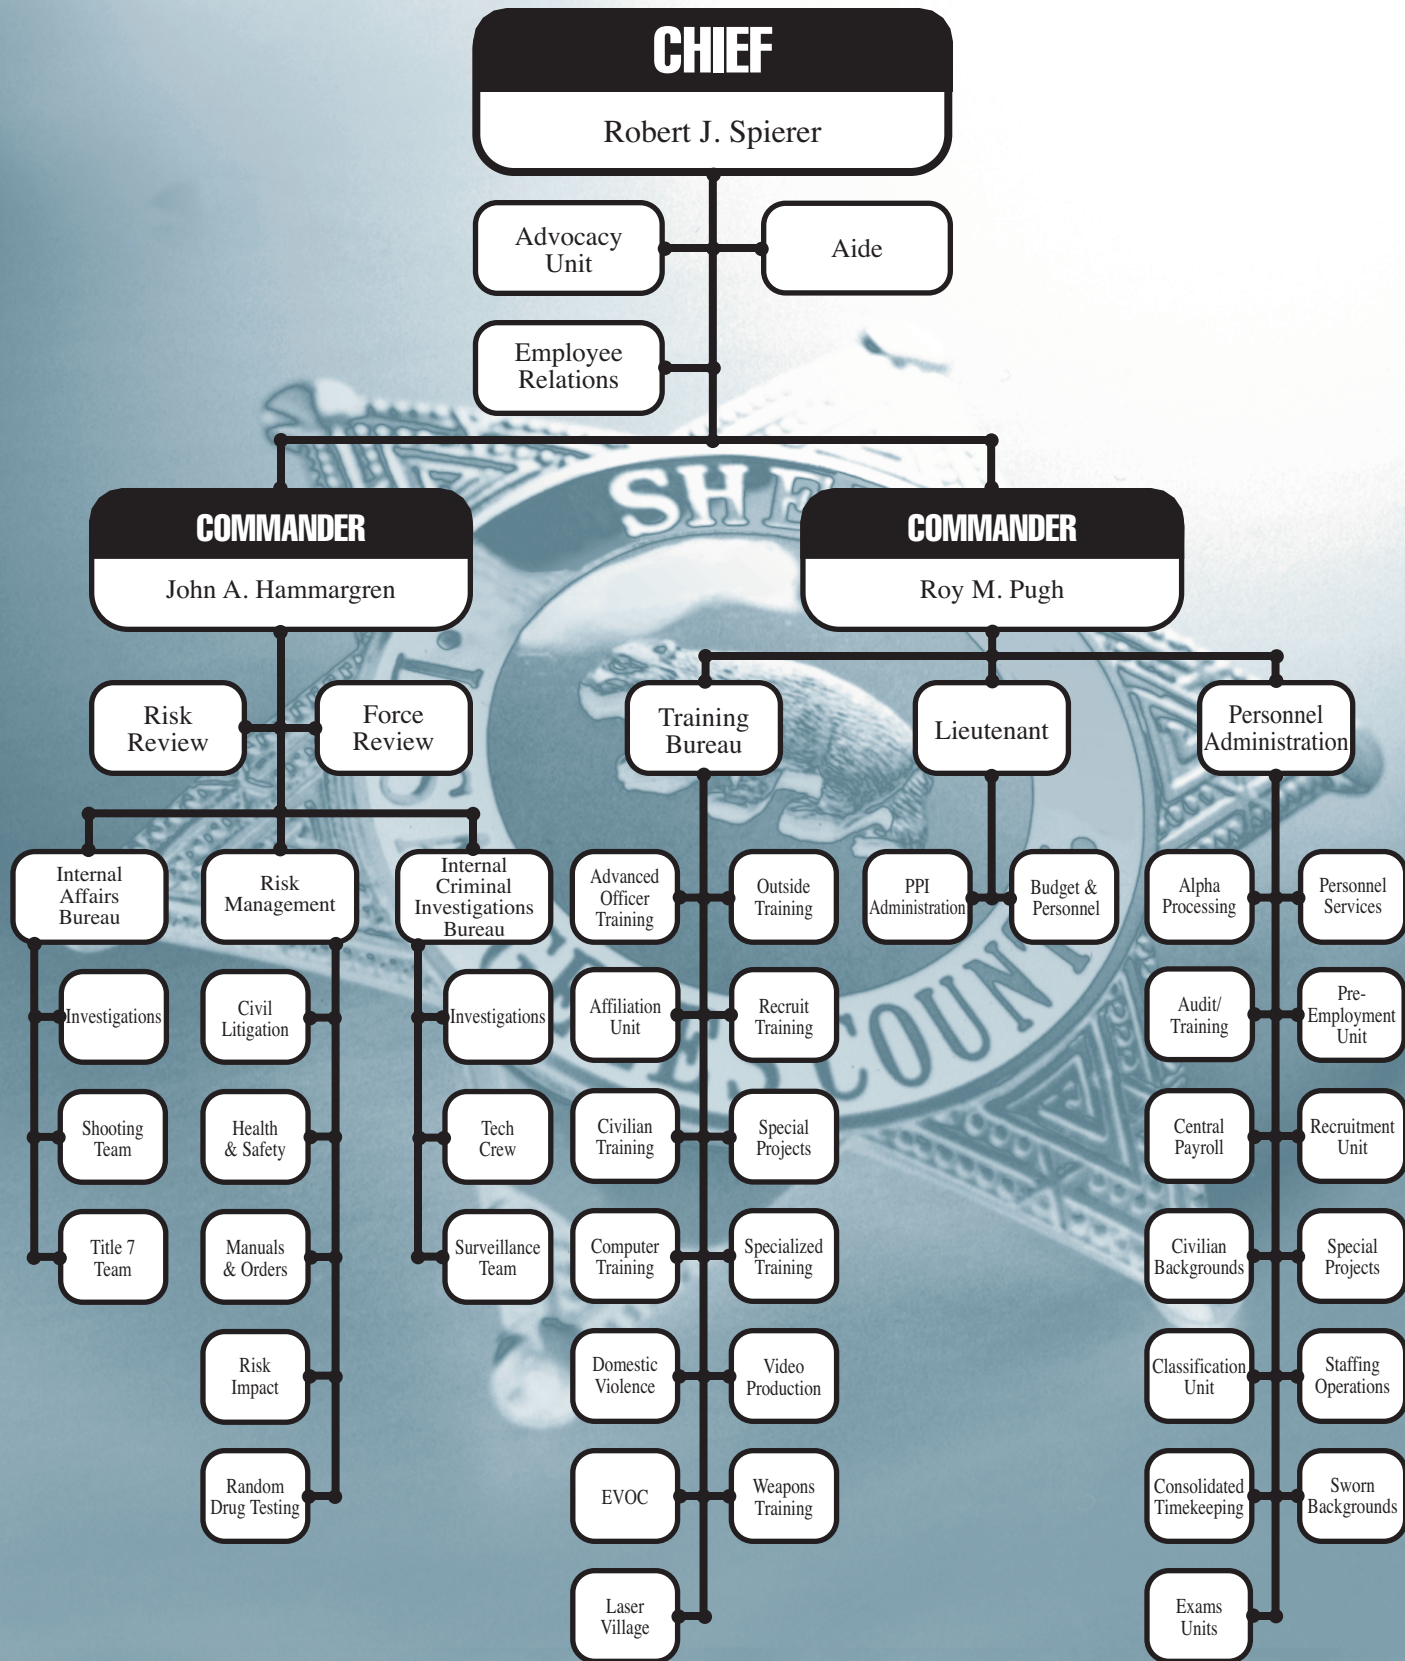 CHIEF
Robert J. Spierer
Advocacy
Unit
Aide
Employee
Relations
COMMANDER
John A. Hammargren
COMMANDER
Roy M. Pugh
Risk
Review
Force
Review
Training
Bureau
Lieutenant
Personnel
Administration
Internal
Affairs
Bureau
Risk
Management
Internal
Criminal
Investigations
Bureau
Advanced
Officer
Training
Outside
Training
PPI
Administration
Budget &
Personnel
Alpha
Processing
Personnel
Services
Investigations
Civil
Litigation
Investigations
Affiliation
Unit
Recruit
Training
Audit/
Training
Pre-
Employment
Unit
Shooting
Team
Health
& Safety
Tech
Crew
Civilian
Training
Special
Projects
Central
Payroll
Recruitment
Unit
Title 7
Team
Manuals
& Orders
Surveillance
Team
Computer
Training
Specialized
Training
Civilian
Backgrounds
Special
Projects
Risk
Impact
Domestic
Violence
Video
Production
Classification
Unit
Staffing
Operations
Random
Drug Testing
EVOC
Weapons
Training
Consolidated
Timekeeping
Sworn
Backgrounds
Laser
Village
Exams
Units